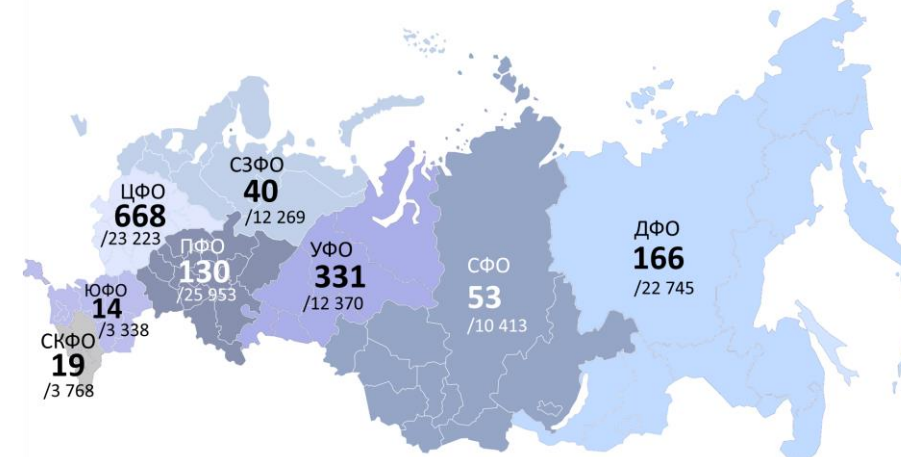 СЗФО
40
/12 269
ЦФО
668
/23 223
ПФО
130
/25 953
УФО
331
/12 370
ДФО
166
/22 745
СФО
53
/10 413
ЮФО
14
/3 338
СКФО
19
/3 768